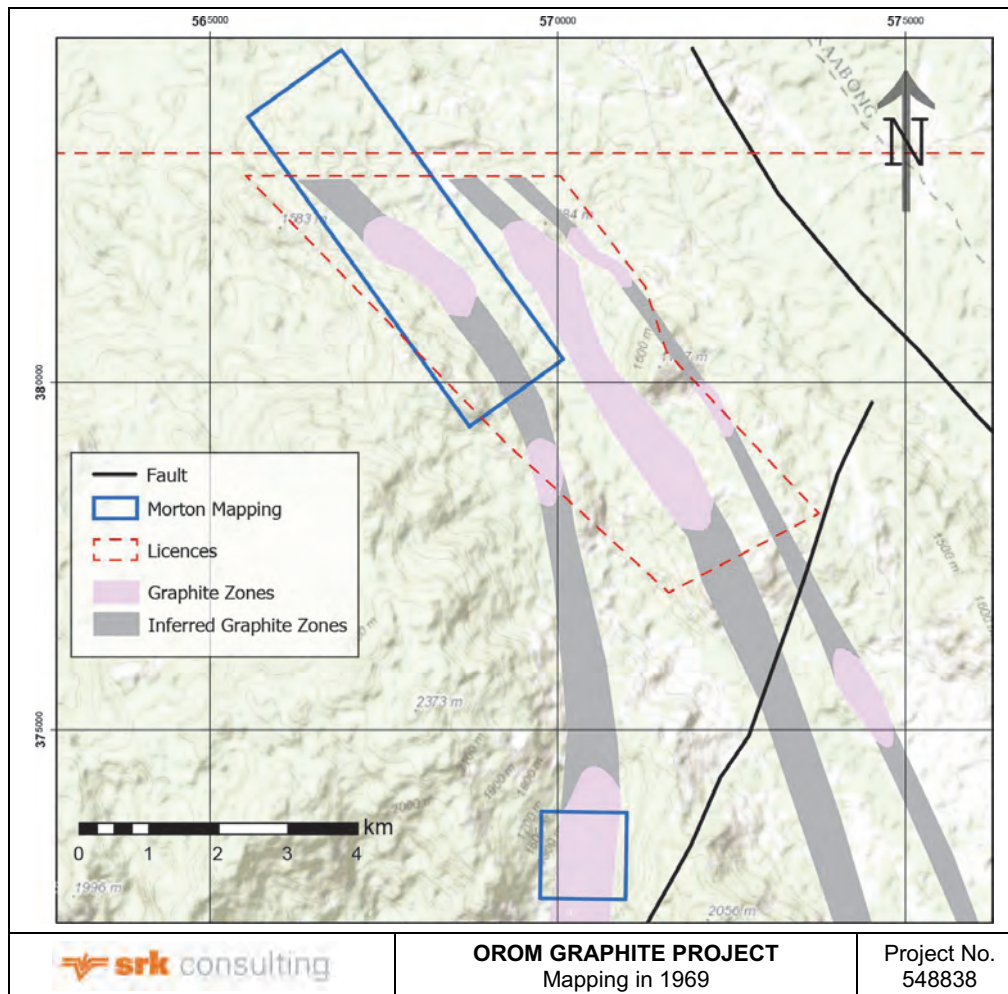 565000 570000 575000
AABONG
N
1583 m
1500 m
380000
Fault
Morton Mapping
Licences
Graphite Zones
Inferred Graphite Zones
1500 m
2373 m
375000
1900 m
1800 m
2000 m
km
0 1 2 3 4
1996 m
2056 m
srk consulting
OROM GRAPHITE PROJECT
Mapping in 1969
Project No.
548838